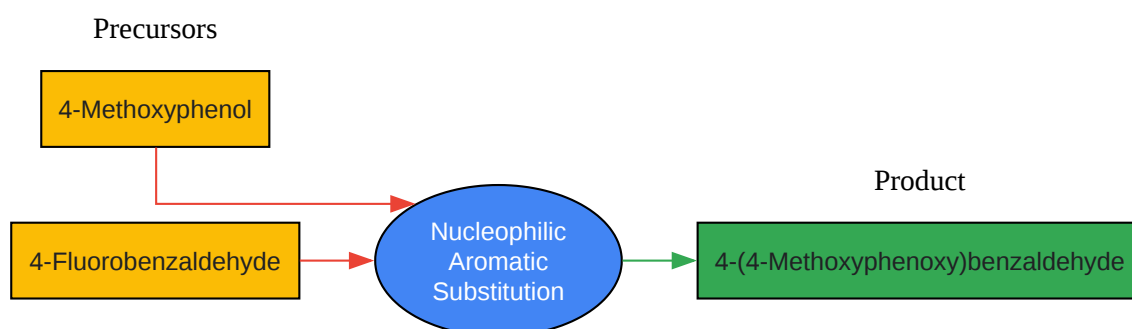 Precursors
4-Methoxyphenol
Product
4-Fluorobenzaldehyde
Nucleophilic
Aromatic
Substitution
4-(4-Methoxyphenoxy)benzaldehyde